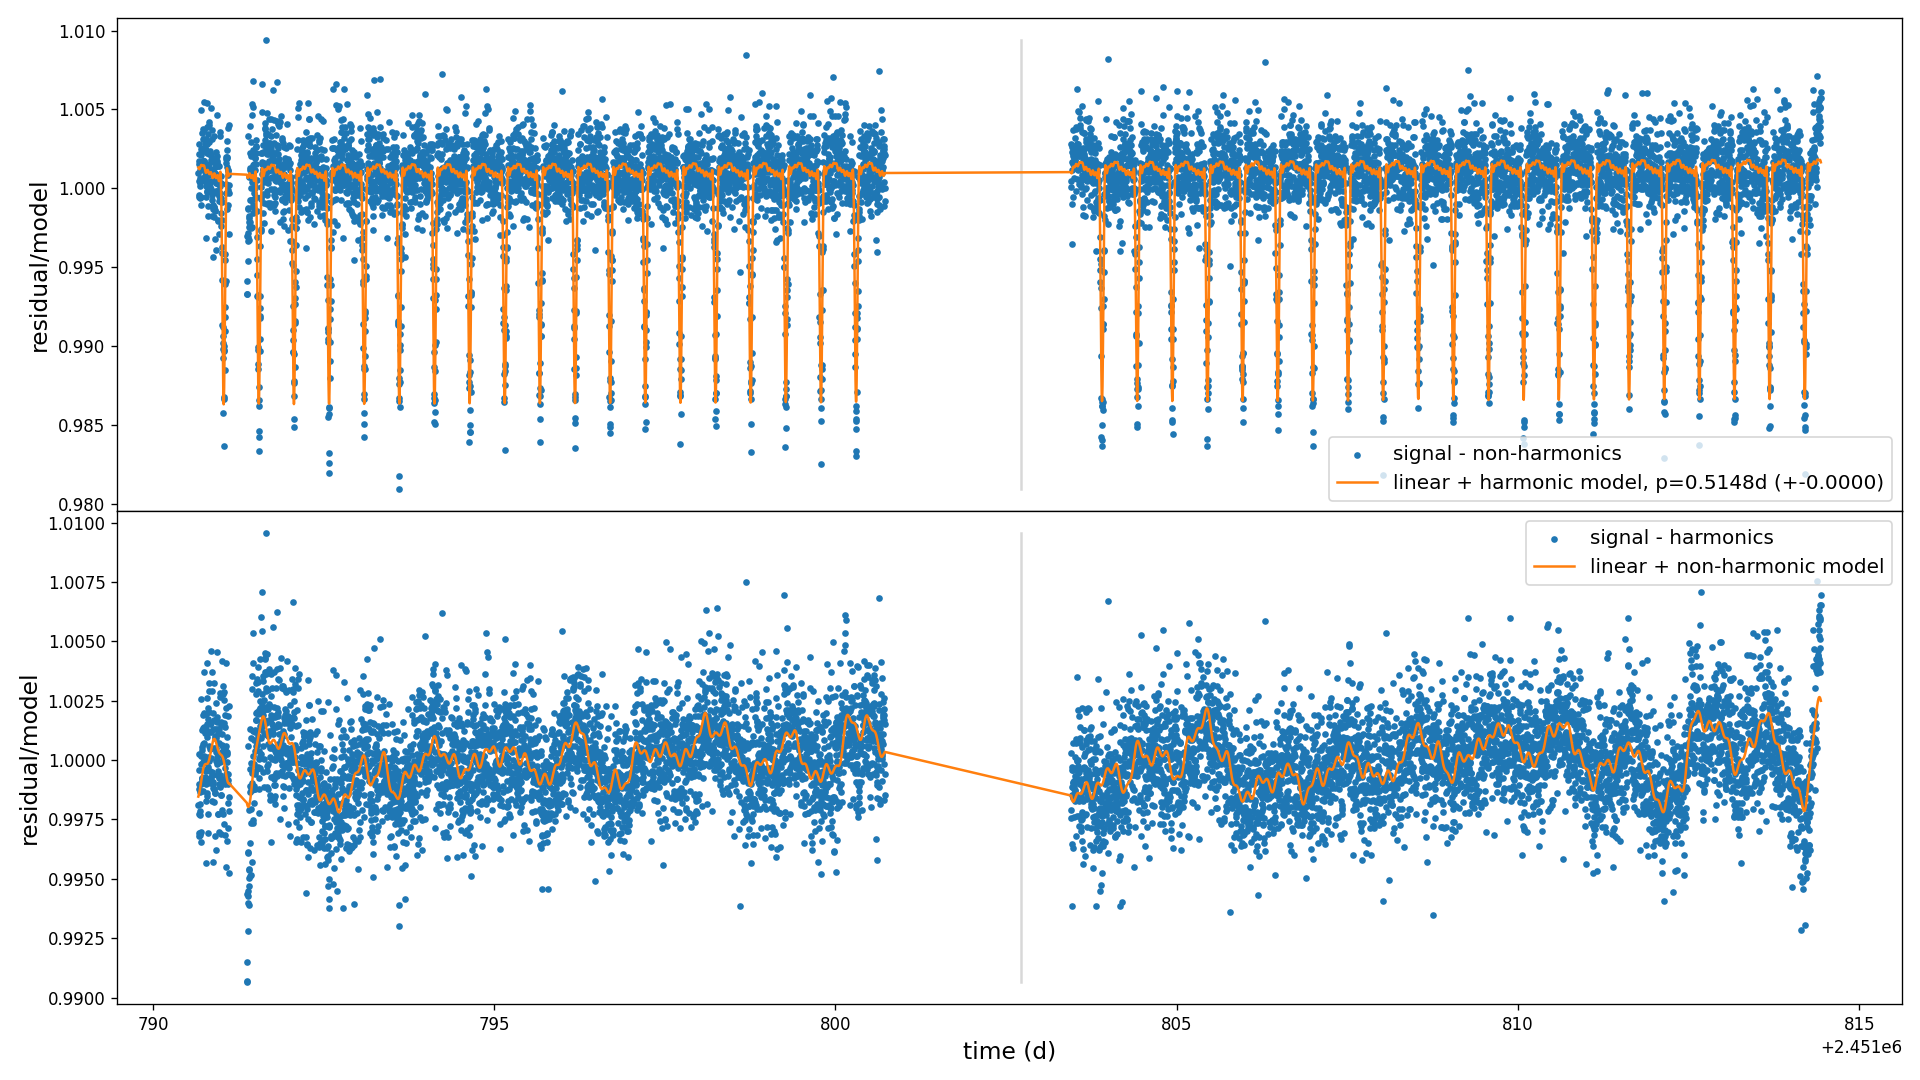 1.010
1.005
1.000
0.995
0.990
0.985
0.980
residual/model
signal - non-harmonics
linear + harmonic model, p=0.5148d (+-0.0000)
1.0100
1.0075
1.0050
1.0025
1.0000
0.9975
0.9950
0.9925
0.9900
residual/model
signal - harmonics
linear + non-harmonic model
790
795
800
805
810
815
time (d)
+2.451e6